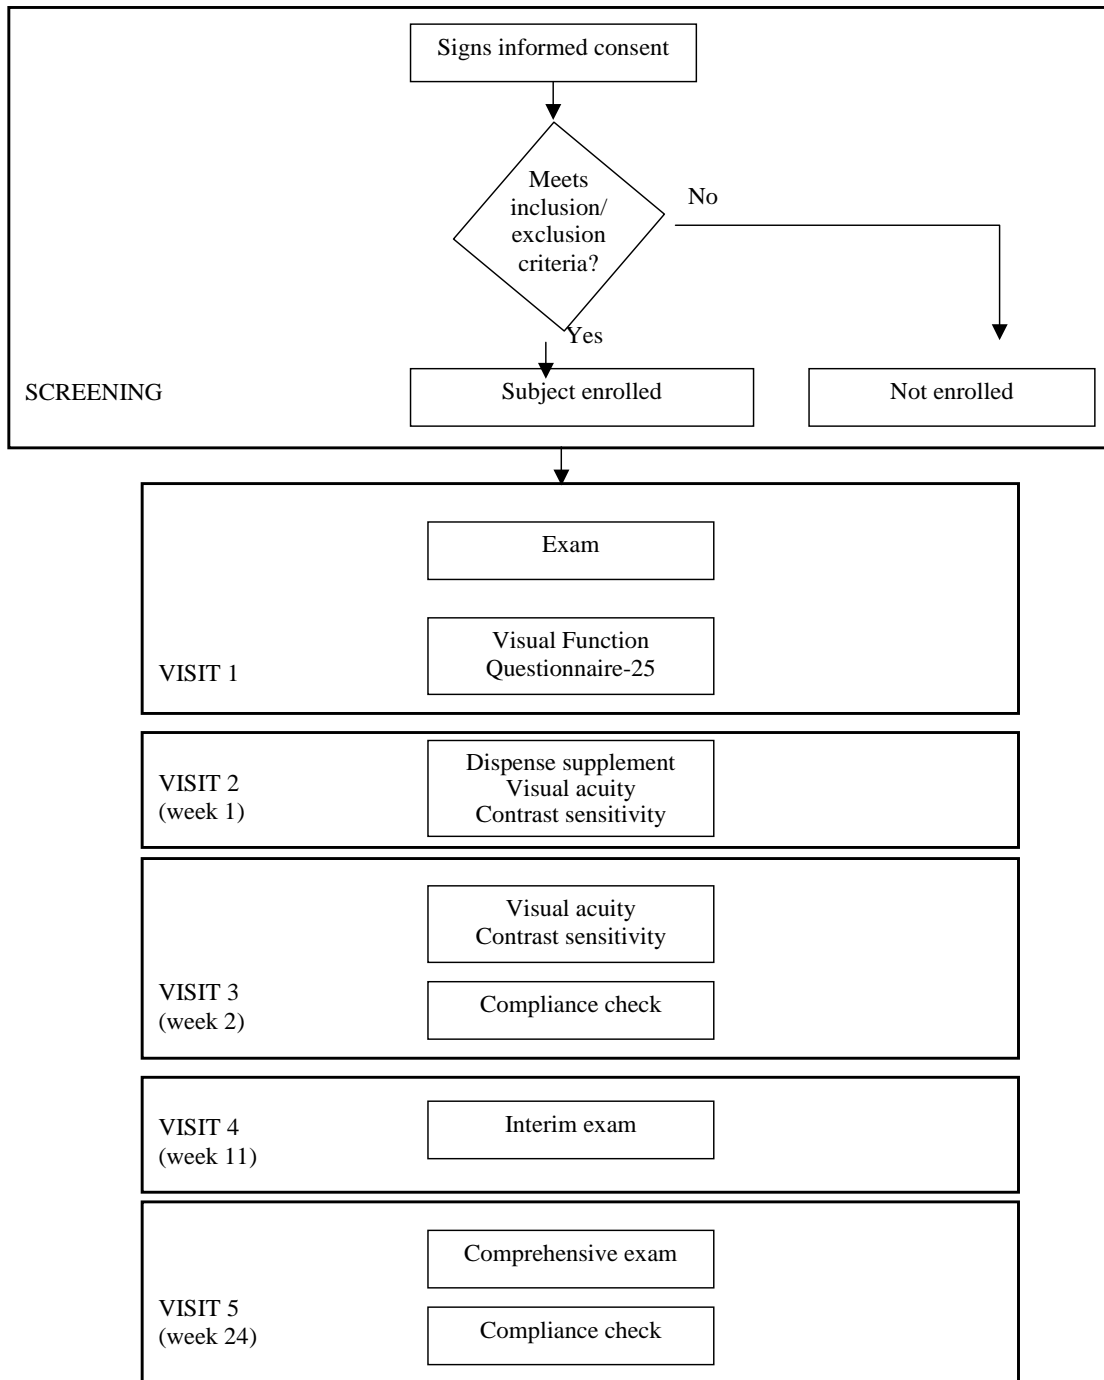 Signs informed consent
Meets
inclusion/
exclusion
criteria?
No
Yes
SCREENING
Subject enrolled
Not enrolled
Exam
Visual Function
Questionnaire-25
VISIT 1
Dispense supplement
Visual acuity
Contrast sensitivity
VISIT 2
(week 1)
Visual acuity
Contrast sensitivity
VISIT 3
(week 2)
Compliance check
VISIT 4
(week 11)
Interim exam
Comprehensive exam
VISIT 5
(week 24)
Compliance check